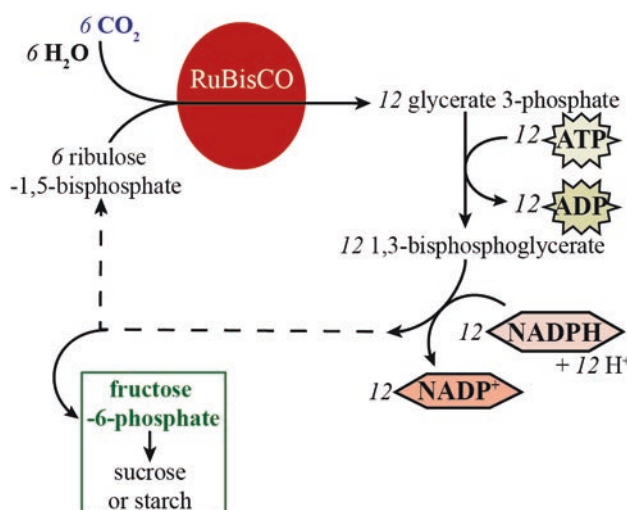 6 CO₂
6 H₂O
RuBisCO
12 glycerate 3-phosphate
12 ATP
6 ribulose
-1,5-bisphosphate
12 ADP
12 1,3-bisphosphoglycerate
12 NADPH
+ 12 H⁺
12 NADP⁺
fructose
-6-phosphate
sucrose
or starch